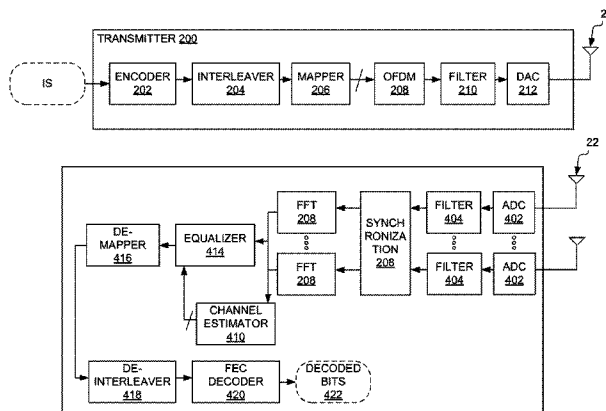 2
TRANSMITTER 200
IS
ENCODER
202
INTERLEAVER
204
MAPPER
206
OFDM
208
FILTER
210
DAC
212
22
DE-
MAPPER
416
EQUALIZER
414
FFT
208
FFT
208
SYNCH
RONIZA
TION
208
FILTER
404
FILTER
404
ADC
402
ADC
402
CHANNEL
ESTIMATOR
410
DE-
INTERLEAVER
418
FEC
DECODER
420
DECODED
BITS
422